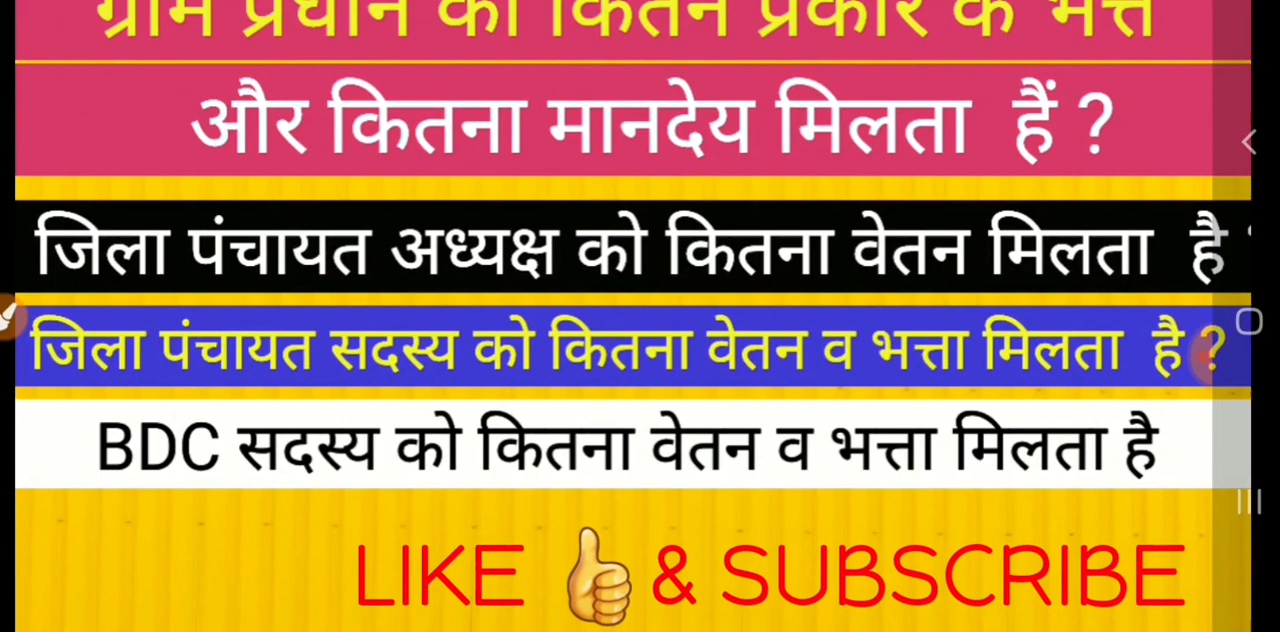 ग्राम प्रधान को कितने प्रकार के भत्ते
और कितना मानदेय मिलता हैं ?
जिला पंचायत अध्यक्ष को कितना वेतन मिलता है
जिला पंचायत सदस्य को कितना वेतन व भत्ता मिलता है ?
BDC सदस्य को कितना वेतन व भत्ता मिलता है
LIKE 👍 & SUBSCRIBE